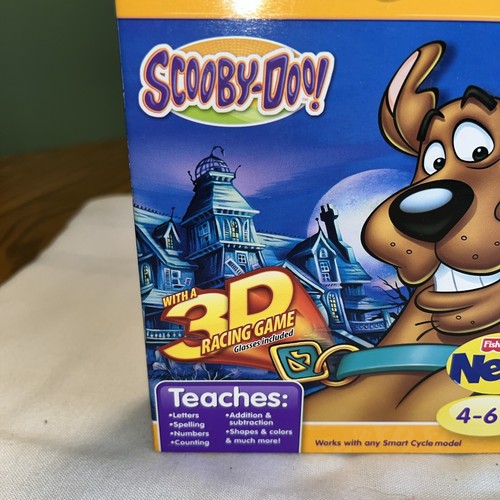 SCOOBY-DOO!
WITH A
3D
RACING GAME
Glasses included
Teaches:
•Letters
•Spelling
•Numbers
•Counting
•Addition &
subtraction
•Shapes & colors
& much more!
4-6
Works with any Smart Cycle model